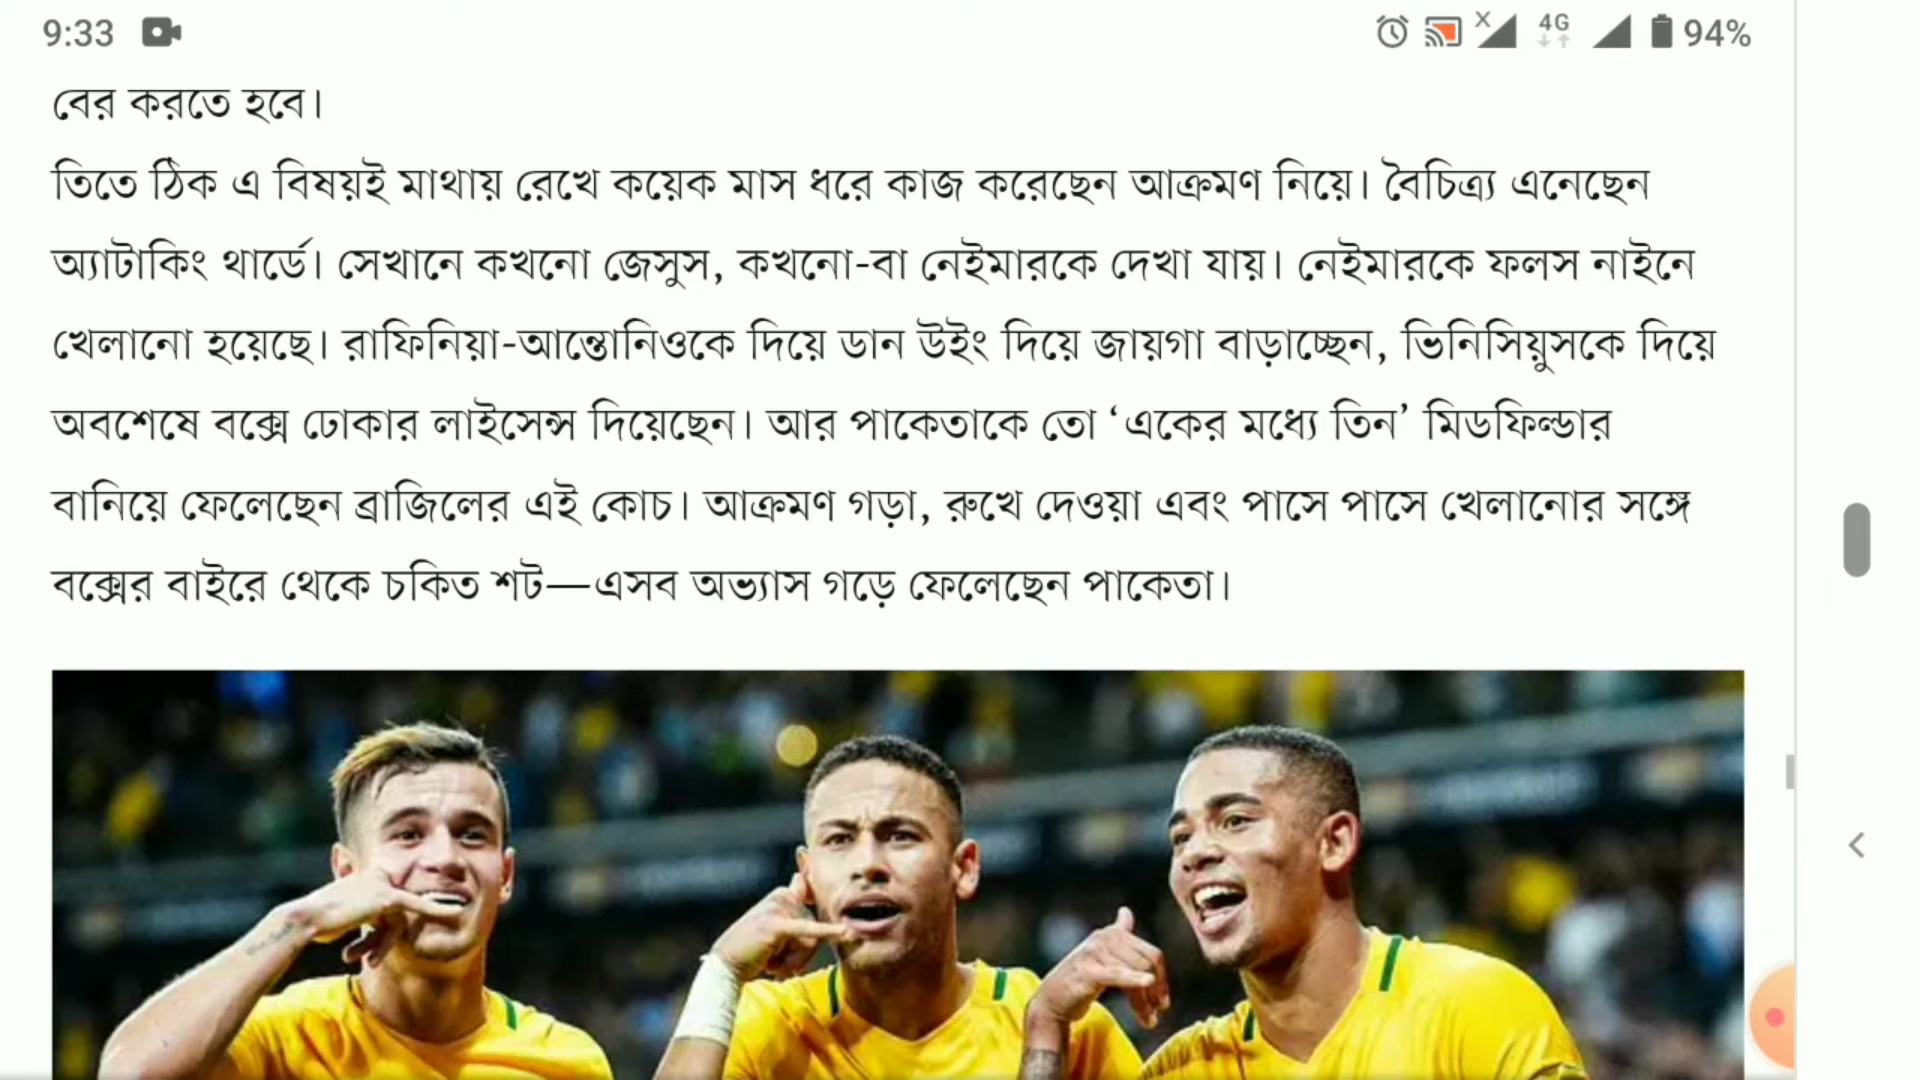 9:33
4G
94%
বের করতে হবে।
তিতে ঠিক এ বিষয়ই মাথায় রেখে কয়েক মাস ধরে কাজ করেছেন আক্রমণ নিয়ে। বৈচিত্র্য এনেছেন
অ্যাটাকিং থার্ডে। সেখানে কখনো জেসুস, কখনো-বা নেইমারকে দেখা যায়। নেইমারকে ফলস নাইনে
খেলানো হয়েছে। রাফিনিয়া-আন্তোনিওকে দিয়ে ডান উইং দিয়ে জায়গা বাড়াচ্ছেন, ভিনিসিয়ুসকে দিয়ে
অবশেষে বক্সে ঢোকার লাইসেন্স দিয়েছেন। আর পাকেতাকে তো ‘একের মধ্যে তিন’ মিডফিল্ডার
বানিয়ে ফেলেছেন ব্রাজিলের এই কোচ। আক্রমণ গড়া, রুখে দেওয়া এবং পাসে পাসে খেলানোর সঙ্গে
বক্সের বাইরে থেকে চকিত শট—এসব অভ্যাস গড়ে ফেলেছেন পাকেতা।